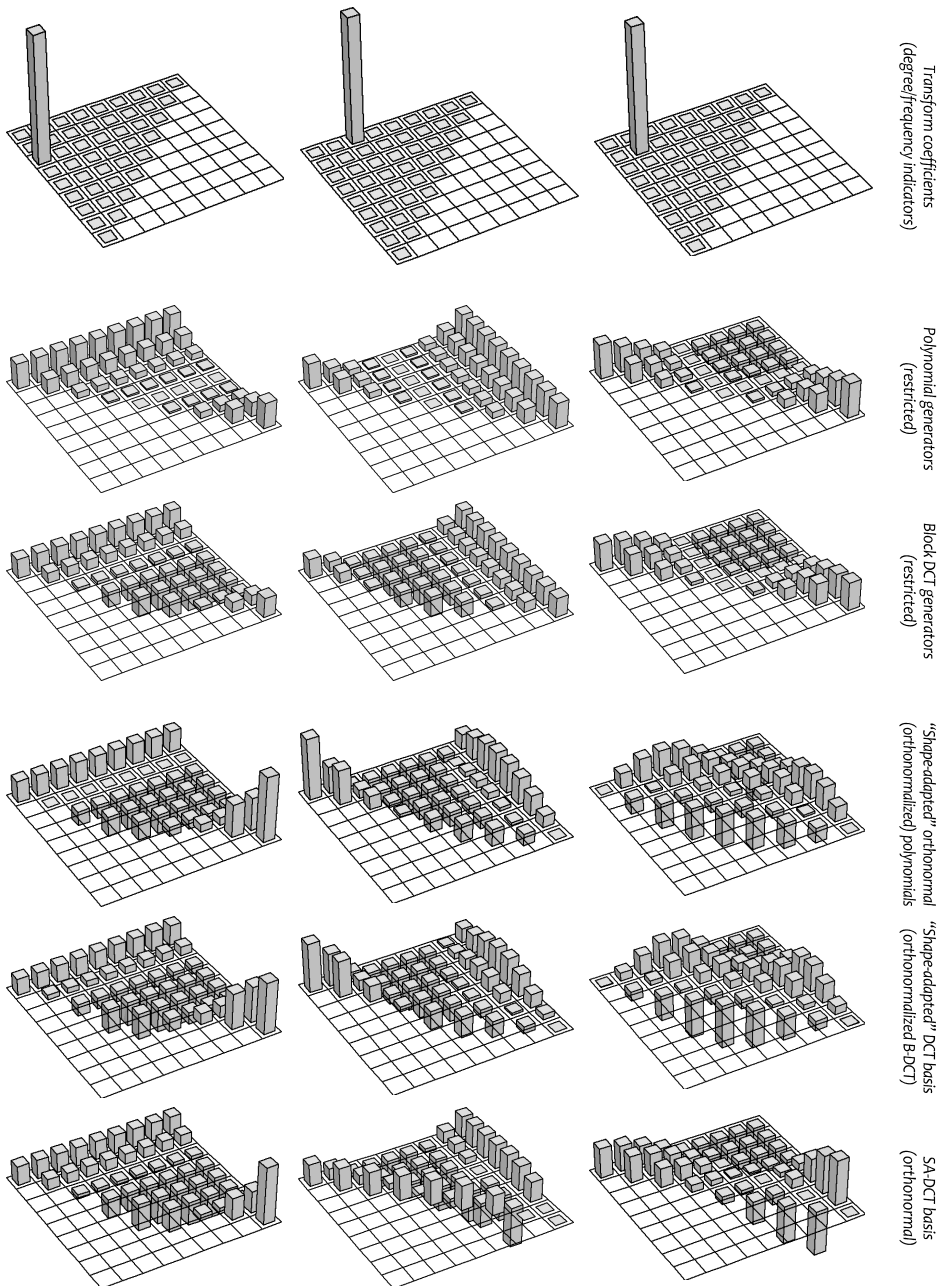 Transform coefficients
(degree/frequency indicators)
Polynomial generators
(restricted)
Block DCT generators
(restricted)
“Shape-adapted” orthonormal
(orthonormalized) polynomials
“Shape-adapted” DCT basis
(orthonormalized B-DCT)
SA-DCT basis
(orthonormal)